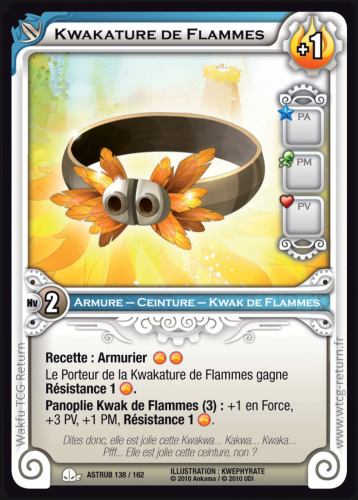 Kwakature de Flammes
+1
PA
PM
PV
Nv 2
Armure – Ceinture – Kwak de Flammes
Recette : Armurier
Le Porteur de la Kwakature de Flammes gagne
Résistance 1 .
Panoplie Kwak de Flammes (3) : +1 en Force,
+3 PV, +1 PM, Résistance 1 .
Dites donc, elle est jolie cette Kwakwa... Kakwa... Kwaka...
Pfff... Elle est jolie cette ceinture, non ?
ASTRUB 138 / 162
ILLUSTRATION : KWEPHYRATE
© 2010 Ankama / © 2010 UDI
Wakfu TCG Return
www.wtcg-return.fr